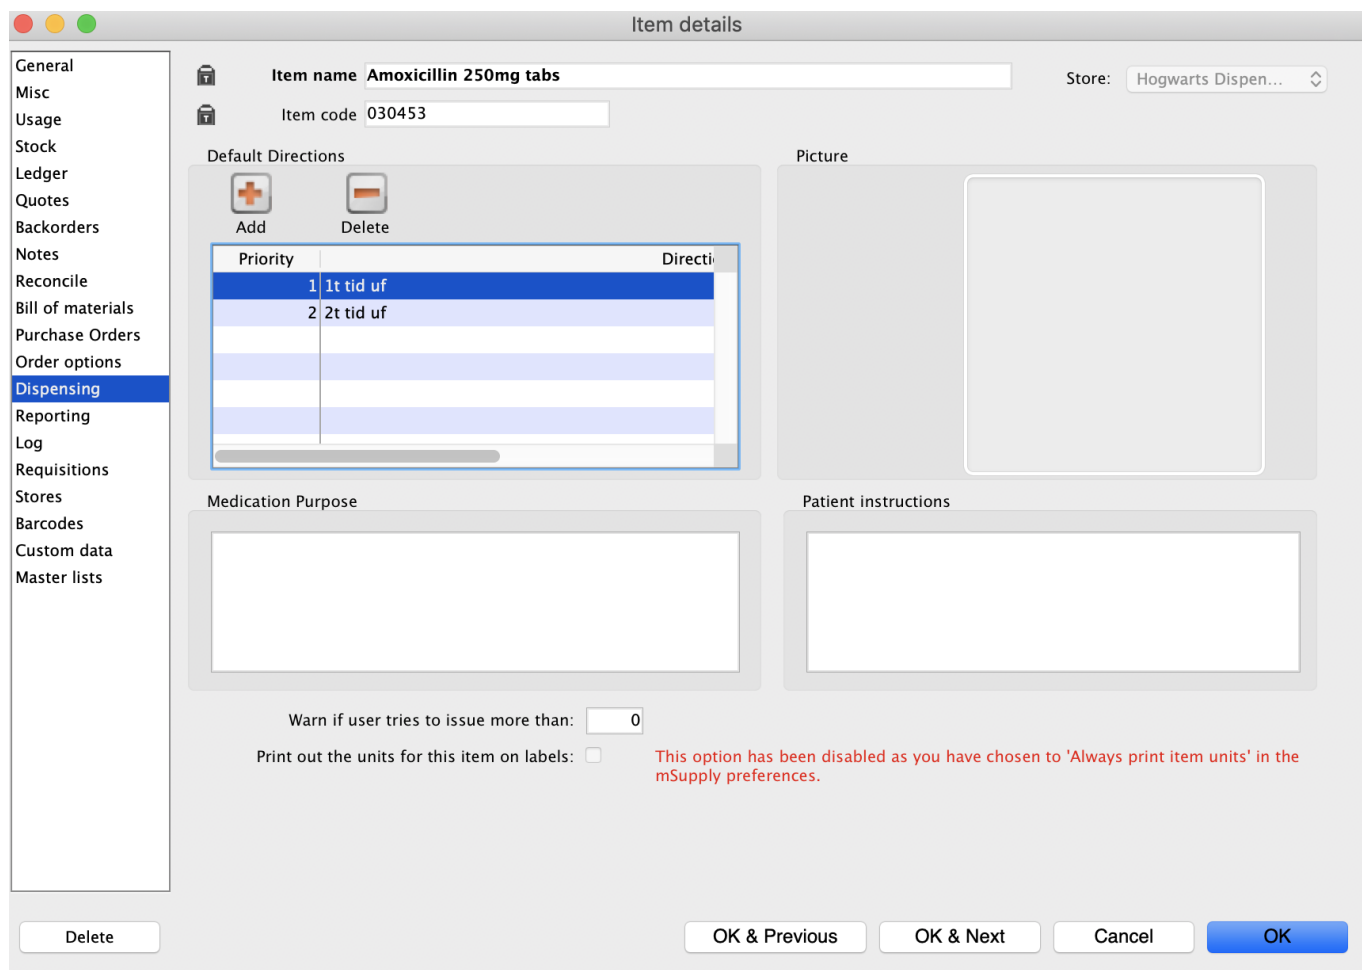 Item details
General
Misc
Usage
Stock
Ledger
Quotes
Backorders
Notes
Reconcile
Bill of materials
Purchase Orders
Order options
Dispensing
Reporting
Log
Requisitions
Stores
Barcodes
Custom data
Master lists
Item name Amoxicillin 250mg tabs
Store: Hogwarts Dispen...
Item code 030453
Default Directions
Add Delete
Priority Directi
1 1t tid uf
2 2t tid uf
Picture
Medication Purpose
Patient instructions
Warn if user tries to issue more than: 0
Print out the units for this item on labels:
This option has been disabled as you have chosen to 'Always print item units' in the
mSupply preferences.
Delete OK & Previous OK & Next Cancel OK